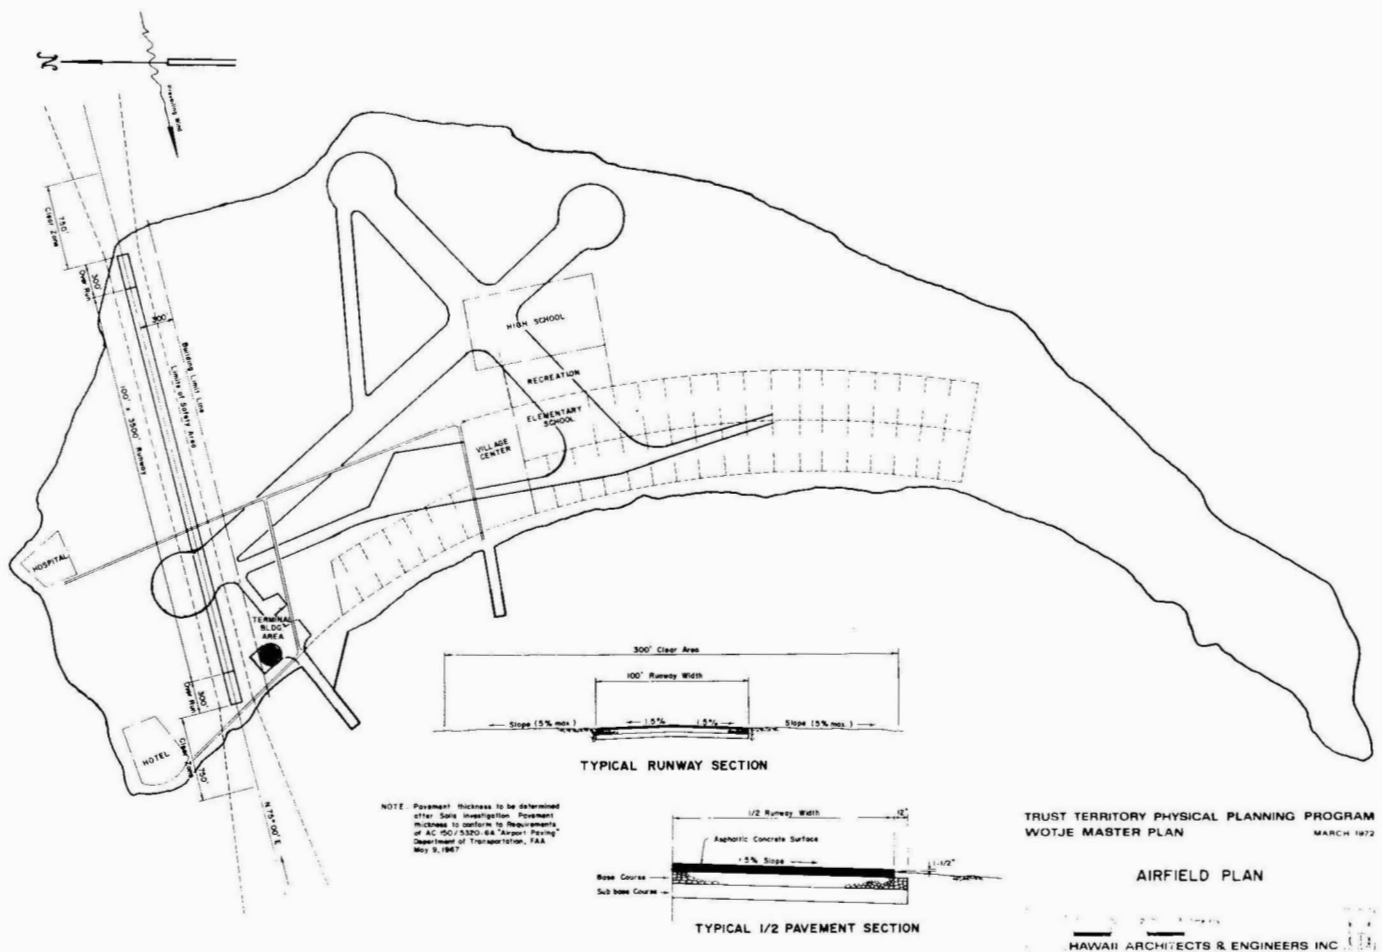 N
Prevailing Wind
750'
Clear Zone
300'
Over Run
300'
Building Limit Line
Limits of Safety Area
100' x 3500' Runway
HIGH SCHOOL
RECREATION
ELEMENTARY
SCHOOL
VILLAGE
CENTER
HOSPITAL
TERMINAL
BLDG.
AREA
300'
Over Run
HOTEL
Clear Zone
750'
N 75° 00' E
300' Clear Area
100' Runway Width
Slope (5% max.)
1.5%
1.5%
Slope (5% max.)
TYPICAL RUNWAY SECTION
NOTE: Pavement thickness to be determined
after Soils Investigation Pavement
thickness to conform to Requirements
of AC 150/5320-6A "Airport Paving"
Department of Transportation, FAA
May 9, 1967
1/2 Runway Width
12"
Asphaltic Concrete Surface
1.5% Slope
1-1/2"
Base Course
Sub base Course
TYPICAL 1/2 PAVEMENT SECTION
TRUST TERRITORY PHYSICAL PLANNING PROGRAM
WOTJE MASTER PLAN
MARCH 1972
AIRFIELD PLAN
HAWAII ARCHITECTS & ENGINEERS INC